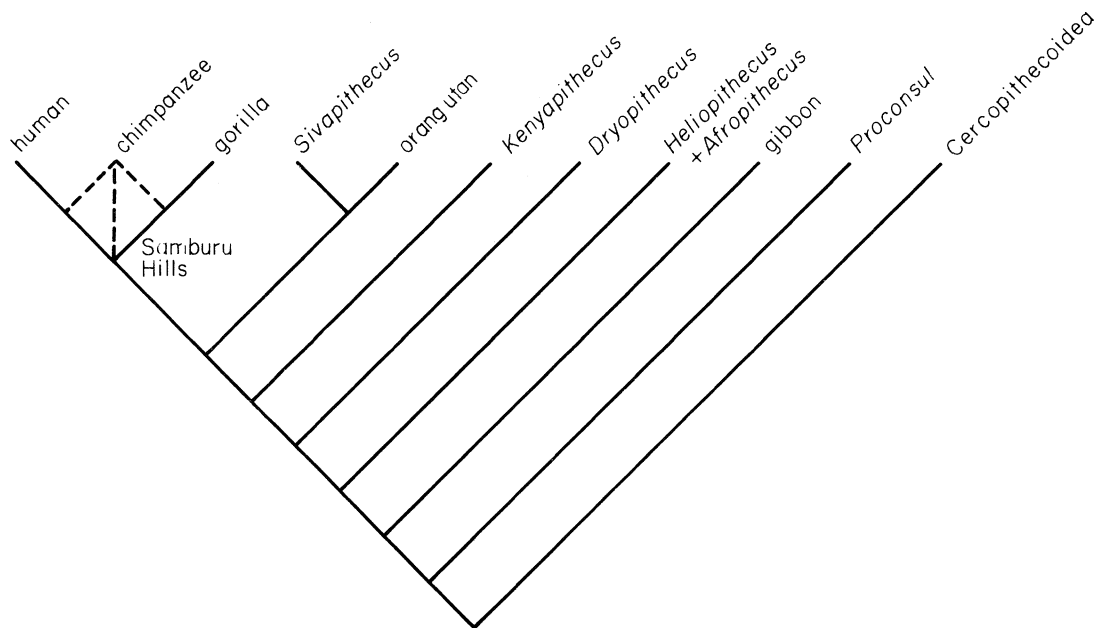 human
chimpanzee
gorilla
Sivapithecus
orang utan
Kenyapithecus
Dryopithecus
Heliopithecus
+ Afropithecus
gibbon
Proconsul
Cercopithecoidea
Samburu
Hills